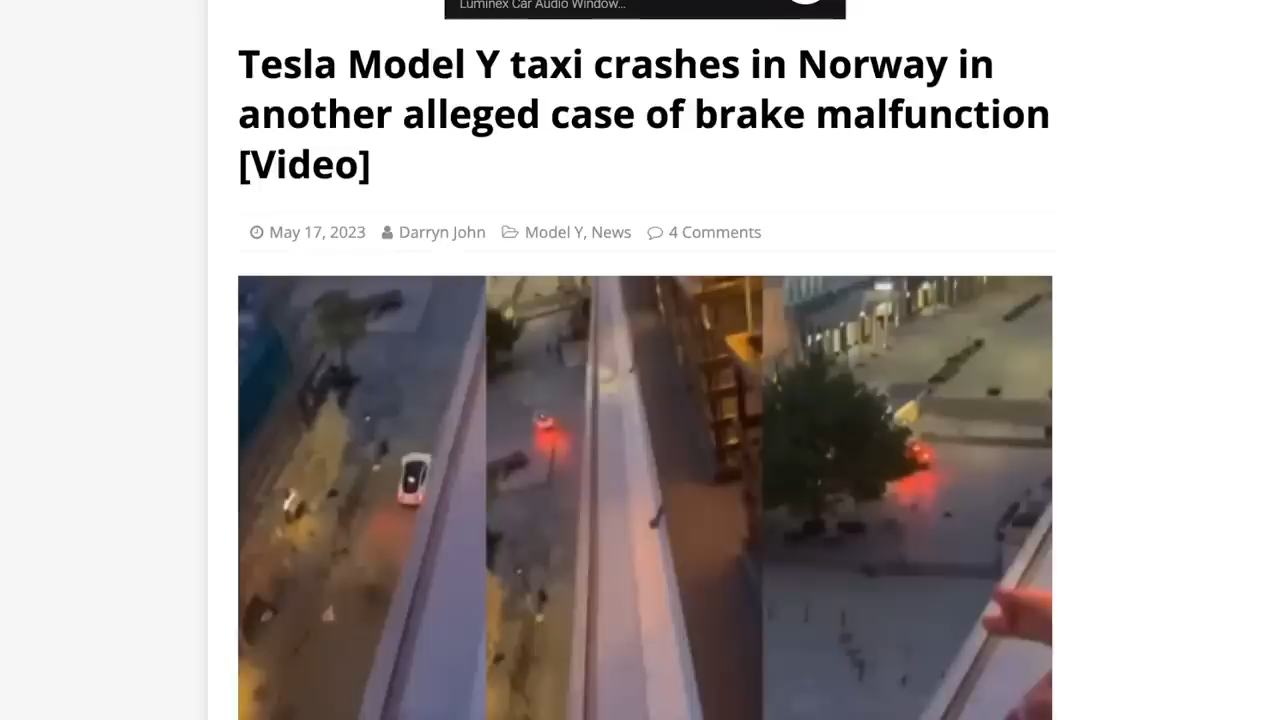 Luminex Car Audio Window...
Tesla Model Y taxi crashes in Norway in
another alleged case of brake malfunction
[Video]
May 17, 2023 Darryn John Model Y, News 4 Comments